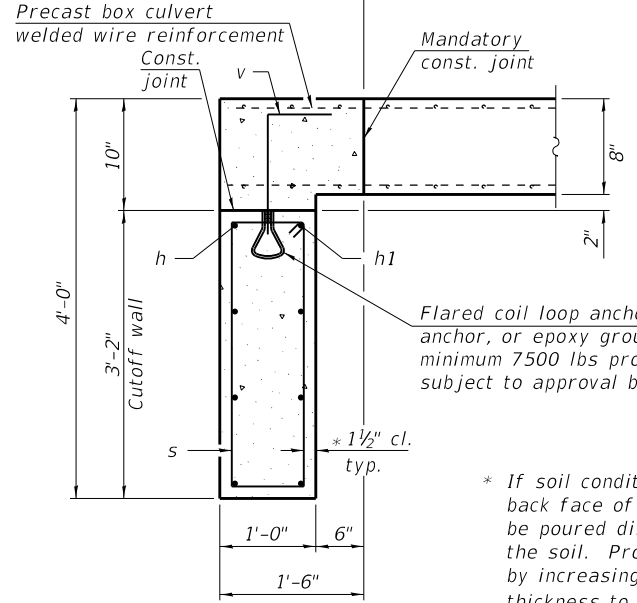 Precast box culvert
welded wire reinforcement
Const.
joint
v
Mandatory
const. joint
10"
8"
2"
h
h1
4'-0"
3'-2"
Cutoff wall
Flared coil loop
anchor, or epoxy
minimum 7500 lbs
subject to approval
s
* 1½" cl.
typ.
* If soil
back face of
be poured
the soil.
by increasing
thickness to
1'-0"
6"
1'-6"